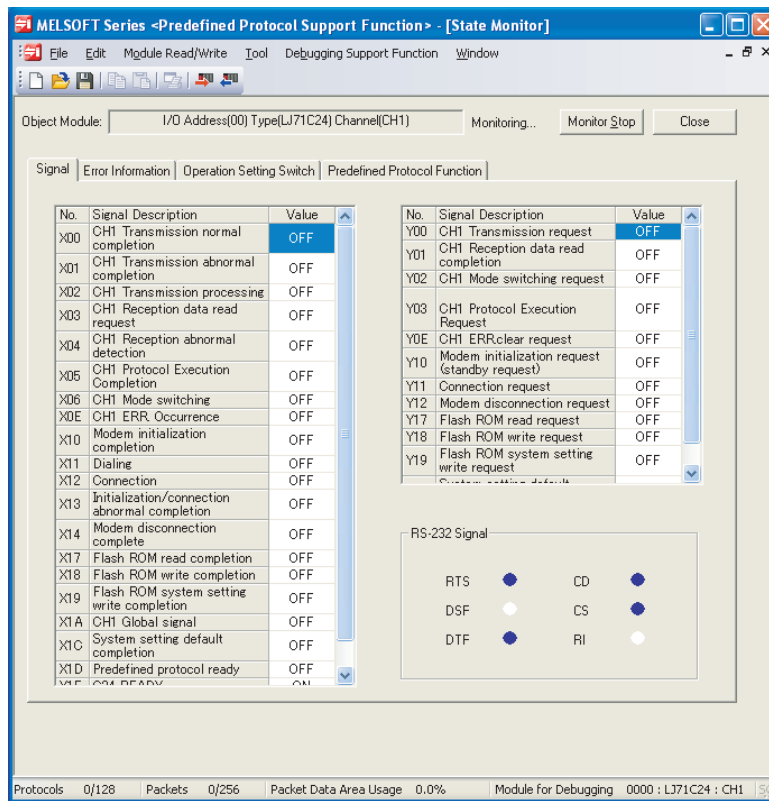 MELSOFT Series <Predefined Protocol Support Function> - [State Monitor]
File Edit Module Read/Write Tool Debugging Support Function Window
Object Module: I/O Address(00) Type(LJ71C24) Channel(CH1) Monitoring... Monitor Stop Close
Signal Error Information Operation Setting Switch Predefined Protocol Function
No. Signal Description Value
X00 CH1 Transmission normal completion OFF
X01 CH1 Transmission abnormal completion OFF
X02 CH1 Transmission processing OFF
X03 CH1 Reception data read request OFF
X04 CH1 Reception abnormal detection OFF
X05 CH1 Protocol Execution Completion OFF
X06 CH1 Mode switching OFF
X0E CH1 ERR. Occurrence OFF
X10 Modem initialization completion OFF
X11 Dialing OFF
X12 Connection OFF
X13 Initialization/connection abnormal completion OFF
X14 Modem disconnection complete OFF
X17 Flash ROM read completion OFF
X18 Flash ROM write completion OFF
X19 Flash ROM system setting write completion OFF
X1A CH1 Global signal OFF
X1C System setting default completion OFF
X1D Predefined protocol ready OFF
X1E C24 READY ON
No. Signal Description Value
Y00 CH1 Transmission request OFF
Y01 CH1 Reception data read completion OFF
Y02 CH1 Mode switching request OFF
Y03 CH1 Protocol Execution Request OFF
Y0E CH1 ERR.clear request OFF
Y10 Modem initialization request (standby request) OFF
Y11 Connection request OFF
Y12 Modem disconnection request OFF
Y17 Flash ROM read request OFF
Y18 Flash ROM write request OFF
Y19 Flash ROM system setting write request OFF
System setting default
RS-232 Signal
RTS CD
DSF CS
DTF RI
Protocols 0/128 Packets 0/256 Packet Data Area Usage 0.0% Module for Debugging 0000 : LJ71C24 : CH1